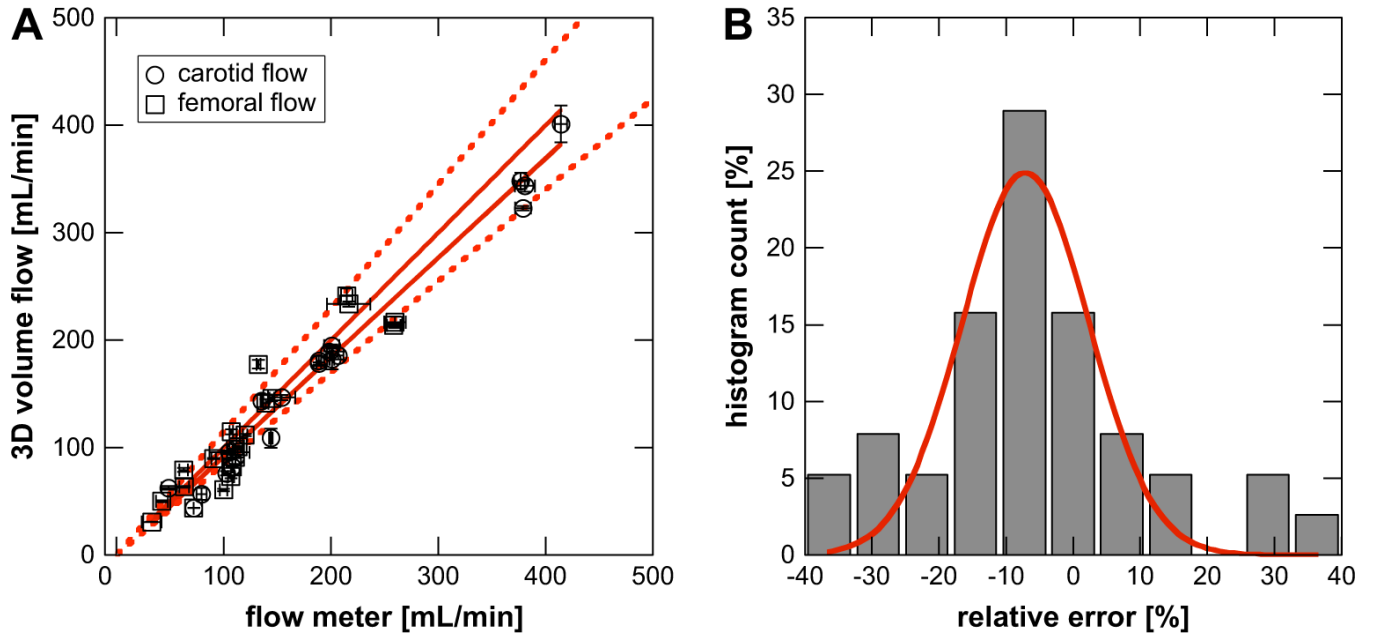 A
500
400
300
200
100
0
3D volume flow [mL/min]
carotid flow
femoral flow
0 100 200 300 400 500
flow meter [mL/min]
B
35
30
25
20
15
10
5
0
histogram count [%]
-40 -30 -20 -10 0 10 20 30 40
relative error [%]